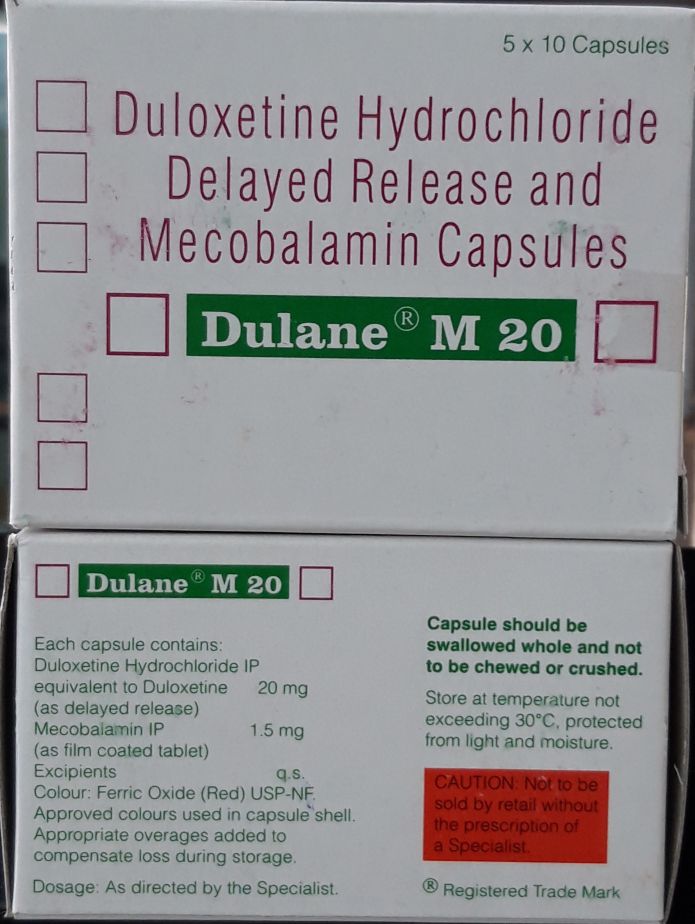 5 x 10 Capsules
Duloxetine Hydrochloride
Delayed Release and
Mecobalamin Capsules
Dulane® M 20
Dulane® M 20
Each capsule contains:
Duloxetine Hydrochloride IP
equivalent to Duloxetine 20 mg
(as delayed release)
Mecobalamin IP 1.5 mg
(as film coated tablet)
Excipients q.s.
Colour: Ferric Oxide (Red) USP-NF
Approved colours used in capsule shell.
Appropriate overages added to
compensate loss during storage.
Dosage: As directed by the Specialist.
Capsule should be
swallowed whole and not
to be chewed or crushed.
Store at temperature not
exceeding 30°C, protected
from light and moisture.
CAUTION: Not to be
sold by retail without
the prescription of
a Specialist.
® Registered Trade Mark